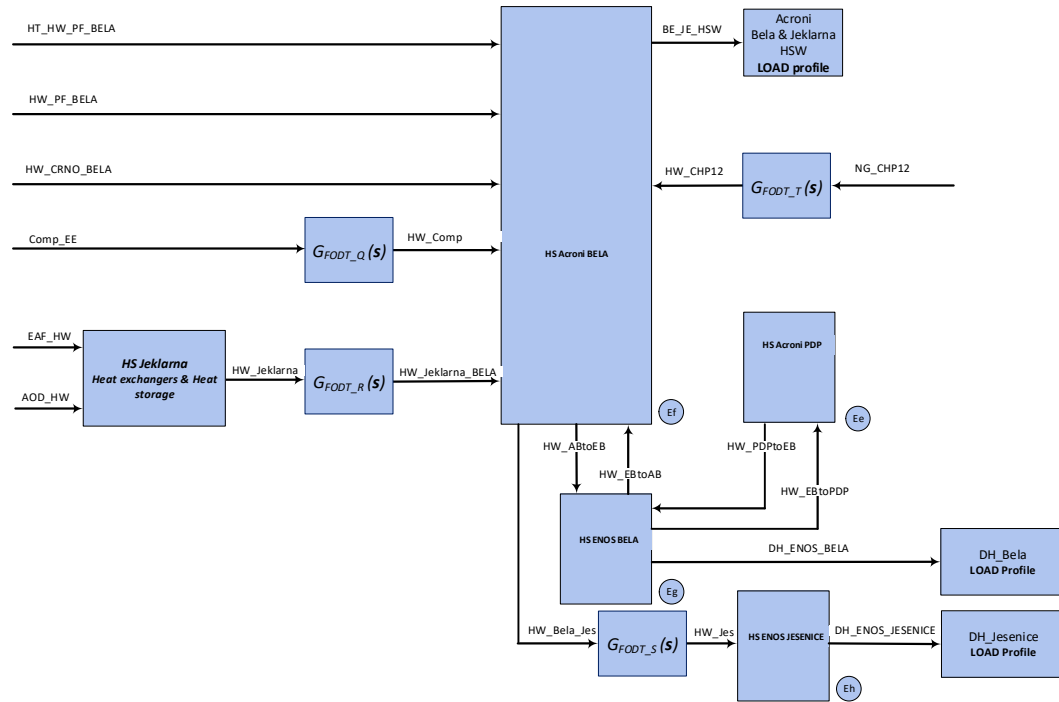 HT_HW_PF_BELA
BE_JE_HSW
Acroni
Bela & Jeklarna
HSW
LOAD profile
HW_PF_BELA
HW_CRNO_BELA
HW_CHP12
G_FODT_T (s)
NG_CHP12
Comp_EE
G_FODT_Q (s)
HW_Comp
HS Acroni BELA
EAF_HW
HS Jeklarna
Heat exchangers & Heat
storage
HW_Jeklarna
G_FODT_R (s)
HW_Jeklarna_BELA
AOD_HW
HS Acroni PDP
Ef
Ee
HW_ABtoEB
HW_EBtoAB
HW_PDPtoEB
HW_EBtoPDP
HS ENOS BELA
DH_ENOS_BELA
DH_Bela
LOAD Profile
Eg
HW_Bela_Jes
G_FODT_S (s)
HW_Jes
HS ENOS JESENICE
DH_ENOS_JESENICE
DH_Jesenice
LOAD Profile
Eh